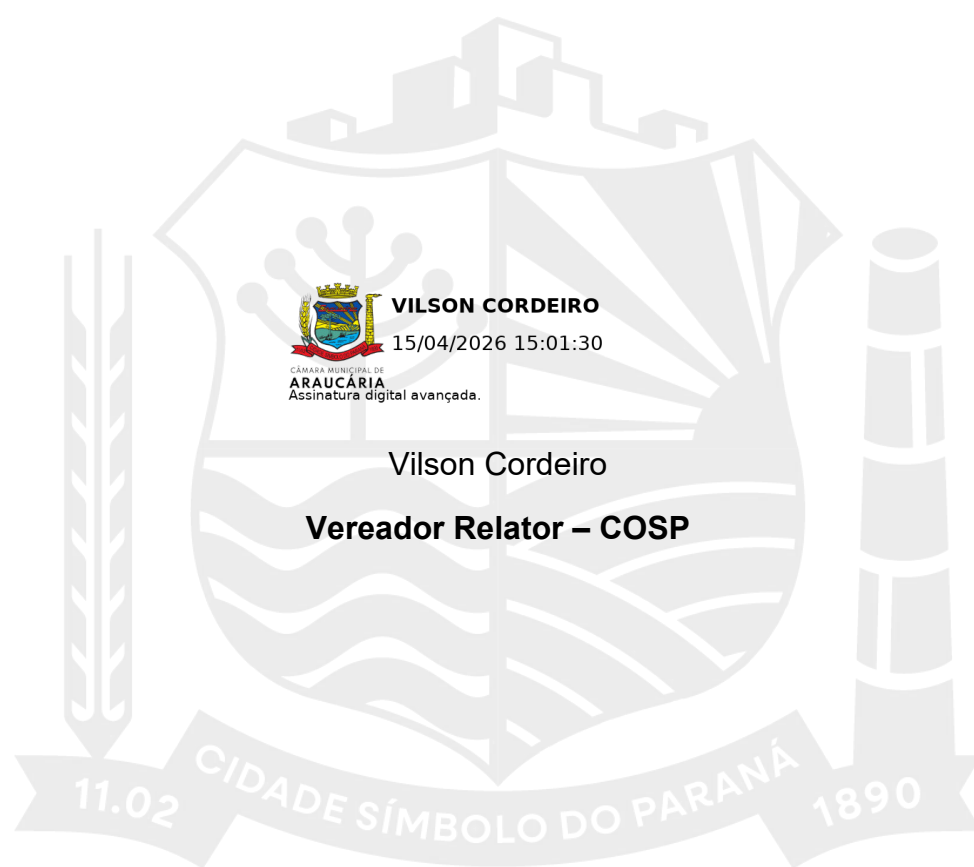 VILSON CORDEIRO
15/04/2026 15:01:30
CÂMARA MUNICIPAL DE
ARAUCÁRIA
Assinatura digital avançada.
Vilson Cordeiro
Vereador Relator – COSP
11.02 CIDADE SÍMBOLO DO PARANÁ 1890